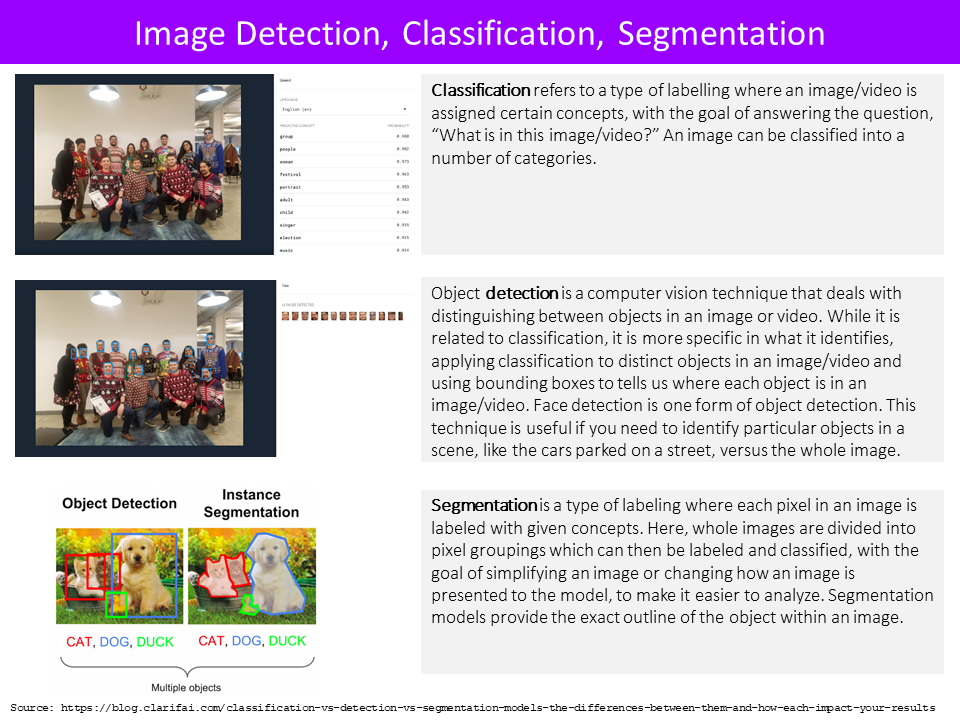 Image Detection, Classification, Segmentation
General
LANGUAGE
English (en)
PREDICTED CONCEPT PROBABILITY
group 0.988
people 0.982
woman 0.973
festival 0.963
portrait 0.953
adult 0.943
child 0.942
singer 0.935
election 0.935
music 0.934
Classification refers to a type of labelling where an image/video is
assigned certain concepts, with the goal of answering the question,
“What is in this image/video?” An image can be classified into a
number of categories.
FACES DETECTED
Object detection is a computer vision technique that deals with
distinguishing between objects in an image or video. While it is
related to classification, it is more specific in what it identifies,
applying classification to distinct objects in an image/video and
using bounding boxes to tells us where each object is in an
image/video. Face detection is one form of object detection. This
technique is useful if you need to identify particular objects in a
scene, like the cars parked on a street, versus the whole image.
Object Detection
Instance
Segmentation
CAT, DOG, DUCK
CAT, DOG, DUCK
Multiple objects
Segmentation is a type of labeling where each pixel in an image is
labeled with given concepts. Here, whole images are divided into
pixel groupings which can then be labeled and classified, with the
goal of simplifying an image or changing how an image is
presented to the model, to make it easier to analyze. Segmentation
models provide the exact outline of the object within an image.
Source: https://blog.clarifai.com/classification-vs-detection-vs-segmentation-models-the-differences-between-them-and-how-each-impact-your-results